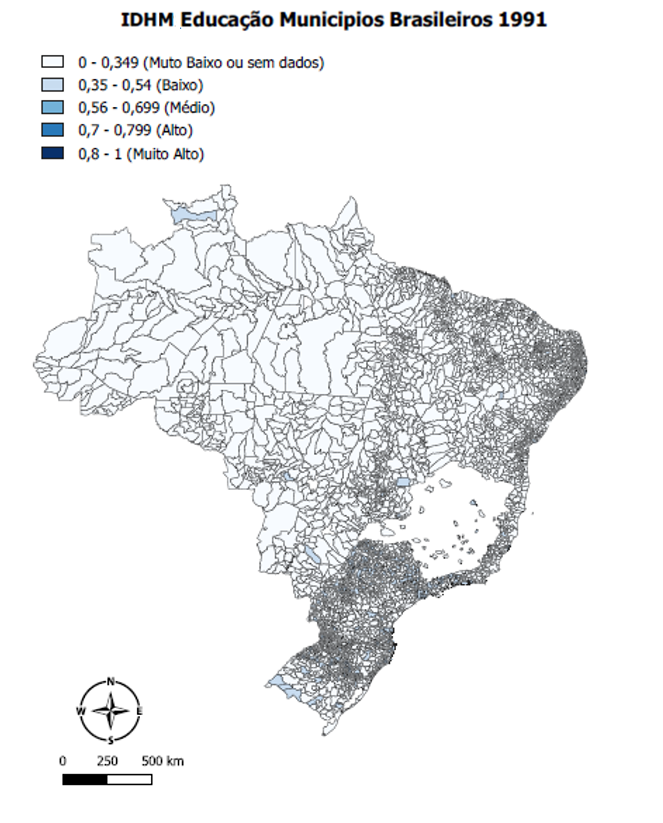 IDHM Educação Municipios Brasileiros 1991
0 - 0,349 (Muto Baixo ou sem dados)
0,35 - 0,54 (Baixo)
0,56 - 0,699 (Médio)
0,7 - 0,799 (Alto)
0,8 - 1 (Muito Alto)
N
W E
S
0 250 500 km